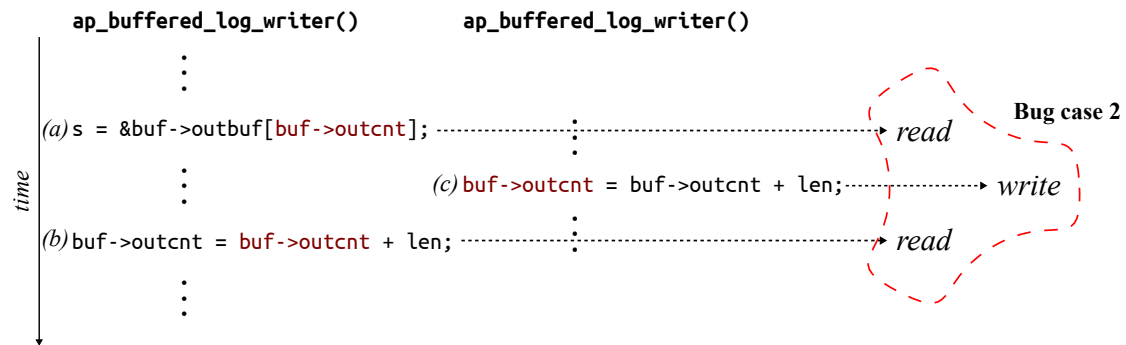 ap_buffered_log_writer() ap_buffered_log_writer()
Bug case 2
(a) s = &buf->outbuf[buf->outcnt]; read
(c) buf->outcnt = buf->outcnt + len; write
time
(b) buf->outcnt = buf->outcnt + len; read